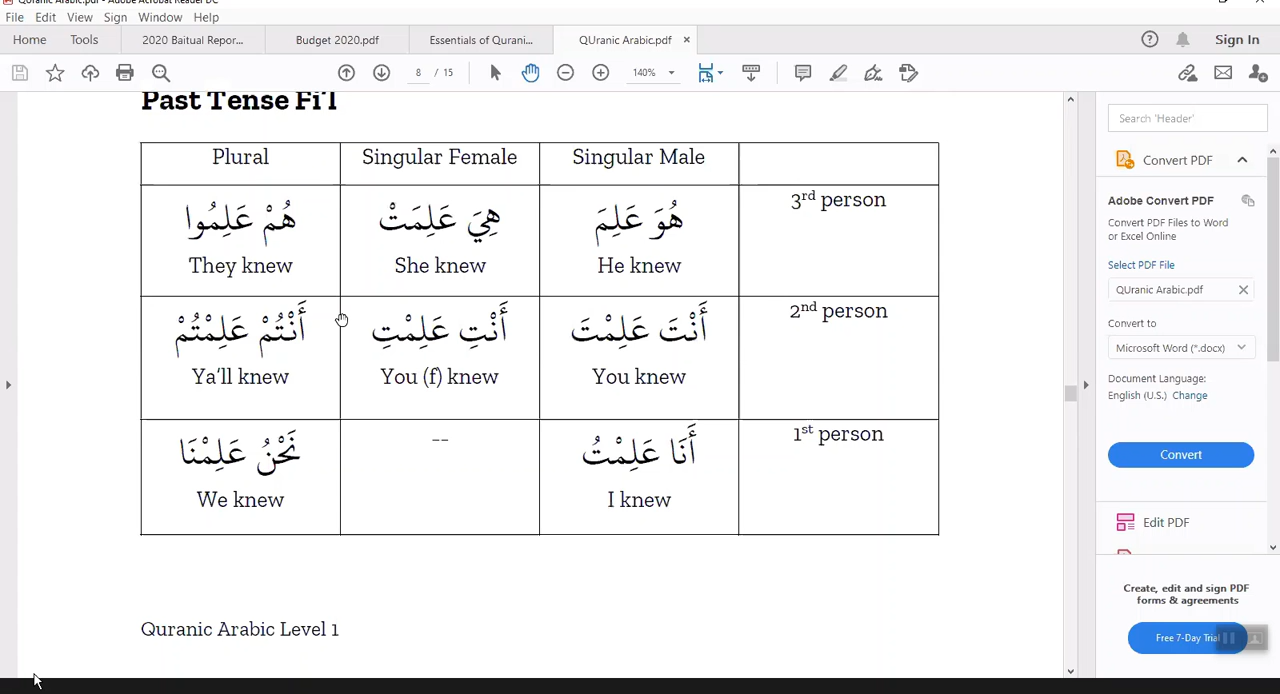 QUranic Arabic.pdf - Adobe Acrobat Reader DC
File Edit View Sign Window Help
Home Tools 2020 Baitual Repor... Budget 2020.pdf Essentials of Qurani... QUranic Arabic.pdf × Sign In
8 / 15 140%
Past Tense Fi'l
Plural Singular Female Singular Male
هُمْ عَلِمُوا هِيَ عَلِمَتْ هُوَ عَلِمَ 3rd person
They knew She knew He knew
أَنْتُمْ عَلِمْتُمْ أَنْتِ عَلِمْتِ أَنْتَ عَلِمْتَ 2nd person
Ya'll knew You (f) knew You knew
نَحْنُ عَلِمْنَا -- أَنَا عَلِمْتُ 1st person
We knew I knew
Quranic Arabic Level 1
Search 'Header'
Convert PDF
Adobe Convert PDF
Convert PDF Files to Word
or Excel Online
Select PDF File
QUranic Arabic.pdf
Convert to
Microsoft Word (*.docx)
Document Language:
English (U.S.) Change
Convert
Edit PDF
Create, edit and sign PDF
forms & agreements
Free 7-Day Trial